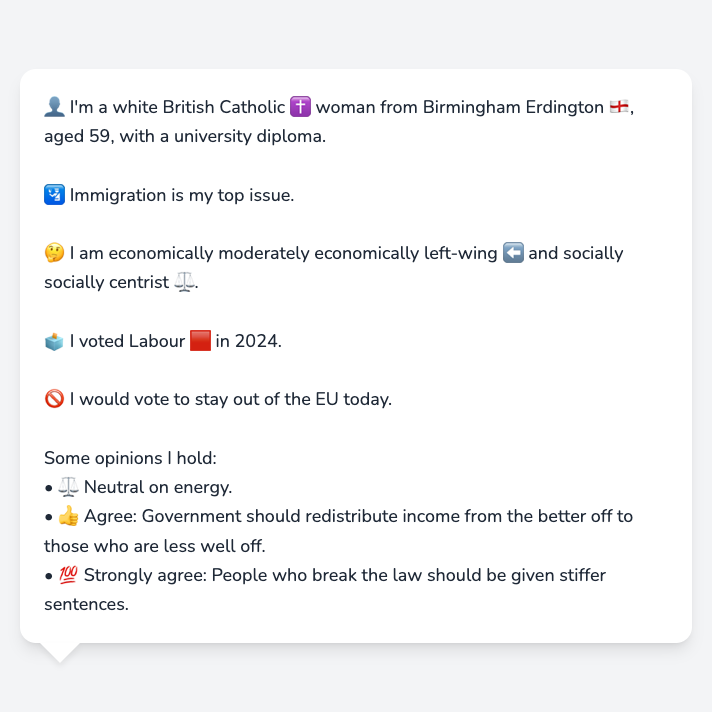 👤 I'm a white British Catholic ✝️ woman from Birmingham Erdington 🏴󠁧󠁢󠁥󠁮󠁧󠁿,
aged 59, with a university diploma.
🛂 Immigration is my top issue.
🤔 I am economically moderately economically left-wing ⬅️ and socially
socially centrist ⚖️.
🗳️ I voted Labour 🟥 in 2024.
🚫 I would vote to stay out of the EU today.
Some opinions I hold:
• ⚖️ Neutral on energy.
• 👍 Agree: Government should redistribute income from the better off to
those who are less well off.
• 💯 Strongly agree: People who break the law should be given stiffer
sentences.